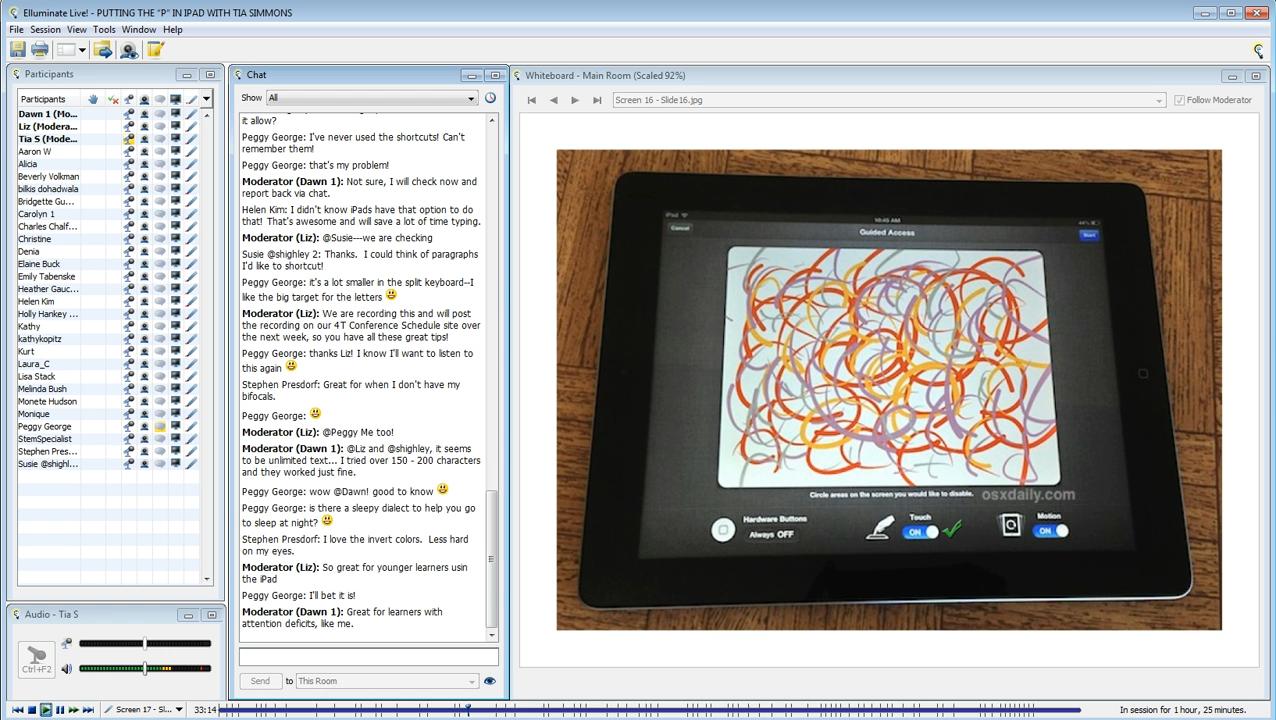 Elluminate Live! - PUTTING THE "P" IN IPAD WITH TIA SIMMONS
File Session View Tools Window Help
Participants
Participants
Dawn 1 (Mo...
Liz (Modera...
Tia S (Mode...
Aaron W
Alicia
Beverly Volkman
bilkis dohadwala
Bridgette Gu...
Carolyn 1
Charles Chalf...
Christine
Denia
Elaine Buck
Emily Tabenske
Heather Gauc...
Helen Kim
Holly Hankey ...
Kathy
kathykopitz
Kurt
Laura_C
Lisa Stack
Melinda Bush
Monete Hudson
Monique
Peggy George
StemSpecialist
Stephen Pres...
Susie @shighl...
Audio - Tia S
Ctrl+F2
Chat
Show All
it allow?
Peggy George: I've never used the shortcuts! Can't
remember them!
Peggy George: that's my problem!
Moderator (Dawn 1): Not sure, I will check now and
report back via chat.
Helen Kim: I didn't know iPads have that option to do
that! That's awesome and will save a lot of time typing.
Moderator (Liz): @Susie---we are checking
Susie @shighley 2: Thanks. I could think of paragraphs
I'd like to shortcut!
Peggy George: it's a lot smaller in the split keyboard--I
like the big target for the letters
Moderator (Liz): We are recording this and will post
the recording on our 4T Conference Schedule site over
the next week, so you have all these great tips!
Peggy George: thanks Liz! I know I'll want to listen to
this again
Stephen Presdorf: Great for when I don't have my
bifocals.
Peggy George:
Moderator (Liz): @Peggy Me too!
Moderator (Dawn 1): @Liz and @shighley, it seems
to be unlimited text... I tried over 150 - 200 characters
and they worked just fine.
Peggy George: wow @Dawn! good to know
Peggy George: is there a sleepy dialect to help you go
to sleep at night?
Stephen Presdorf: I love the invert colors. Less hard
on my eyes.
Moderator (Liz): So great for younger learners usin
the iPad
Peggy George: I'll bet it is!
Moderator (Dawn 1): Great for learners with
attention deficits, like me.
Send to This Room
Whiteboard - Main Room (Scaled 92%)
Screen 16 - Slide16.jpg
Follow Moderator
iPad
10:45 AM
Cancel
Guided Access
Start
Circle areas on the screen you would like to disable.
osxdaily.com
Hardware Buttons
Always OFF
Touch
ON
Motion
ON
Screen 17 - Sl...
33:14
In session for 1 hour, 25 minutes.